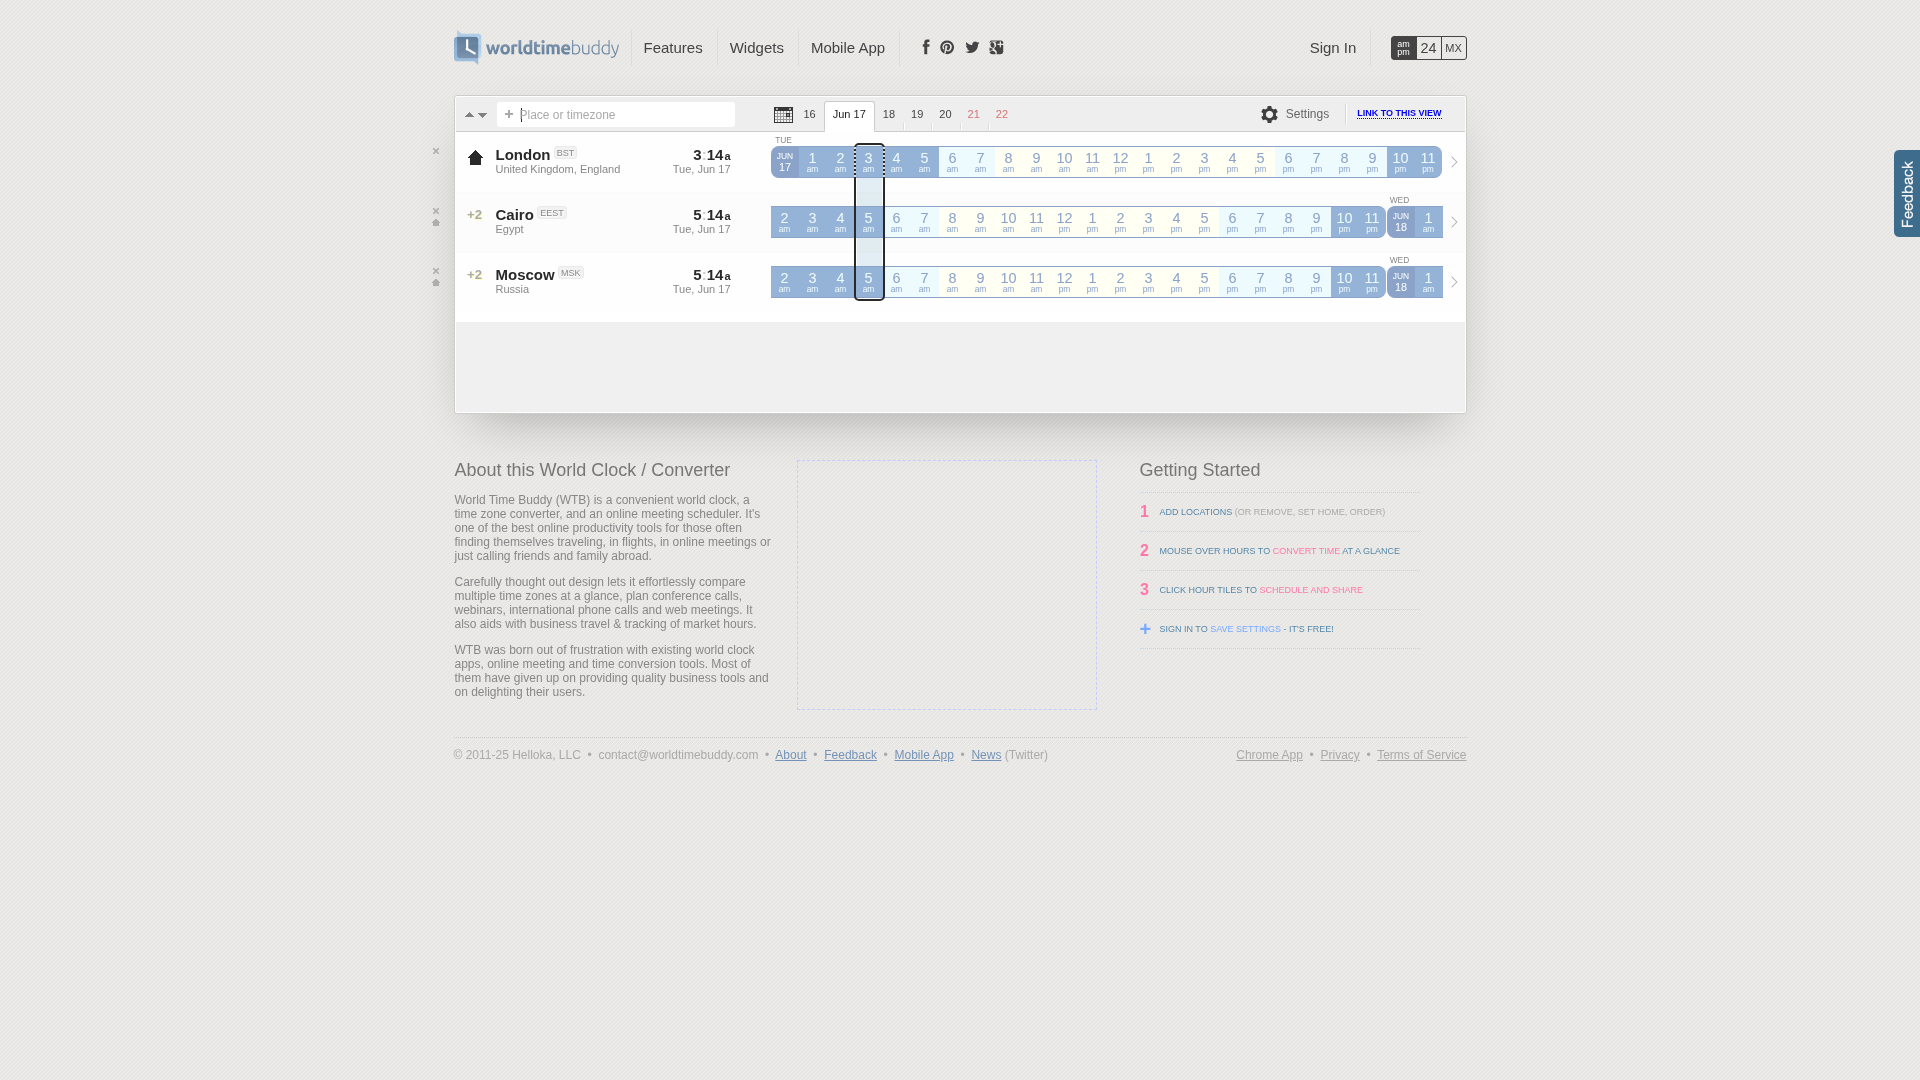 worldtimebuddy Features Widgets Mobile App Sign In am pm 24 MX
Place or timezone 16 Jun 17 18 19 20 21 22 Settings LINK TO THIS VIEW
TUE
London BST 3:14a JUN 17 1 am 2 am 3 am 4 am 5 am 6 am 7 am 8 am 9 am 10 am 11 am 12 pm 1 pm 2 pm 3 pm 4 pm 5 pm 6 pm 7 pm 8 pm 9 pm 10 pm 11 pm
United Kingdom, England Tue, Jun 17
WED
+2 Cairo EEST 5:14a 2 am 3 am 4 am 5 am 6 am 7 am 8 am 9 am 10 am 11 am 12 pm 1 pm 2 pm 3 pm 4 pm 5 pm 6 pm 7 pm 8 pm 9 pm 10 pm 11 pm JUN 18 1 am
Egypt Tue, Jun 17
WED
+2 Moscow MSK 5:14a 2 am 3 am 4 am 5 am 6 am 7 am 8 am 9 am 10 am 11 am 12 pm 1 pm 2 pm 3 pm 4 pm 5 pm 6 pm 7 pm 8 pm 9 pm 10 pm 11 pm JUN 18 1 am
Russia Tue, Jun 17
Feedback
About this World Clock / Converter
World Time Buddy (WTB) is a convenient world clock, a
time zone converter, and an online meeting scheduler. It's
one of the best online productivity tools for those often
finding themselves traveling, in flights, in online meetings or
just calling friends and family abroad.
Carefully thought out design lets it effortlessly compare
multiple time zones at a glance, plan conference calls,
webinars, international phone calls and web meetings. It
also aids with business travel & tracking of market hours.
WTB was born out of frustration with existing world clock
apps, online meeting and time conversion tools. Most of
them have given up on providing quality business tools and
on delighting their users.
Getting Started
1 ADD LOCATIONS (OR REMOVE, SET HOME, ORDER)
2 MOUSE OVER HOURS TO CONVERT TIME AT A GLANCE
3 CLICK HOUR TILES TO SCHEDULE AND SHARE
+ SIGN IN TO SAVE SETTINGS - IT'S FREE!
© 2011-25 Helloka, LLC • contact@worldtimebuddy.com • About • Feedback • Mobile App • News (Twitter) Chrome App • Privacy • Terms of Service